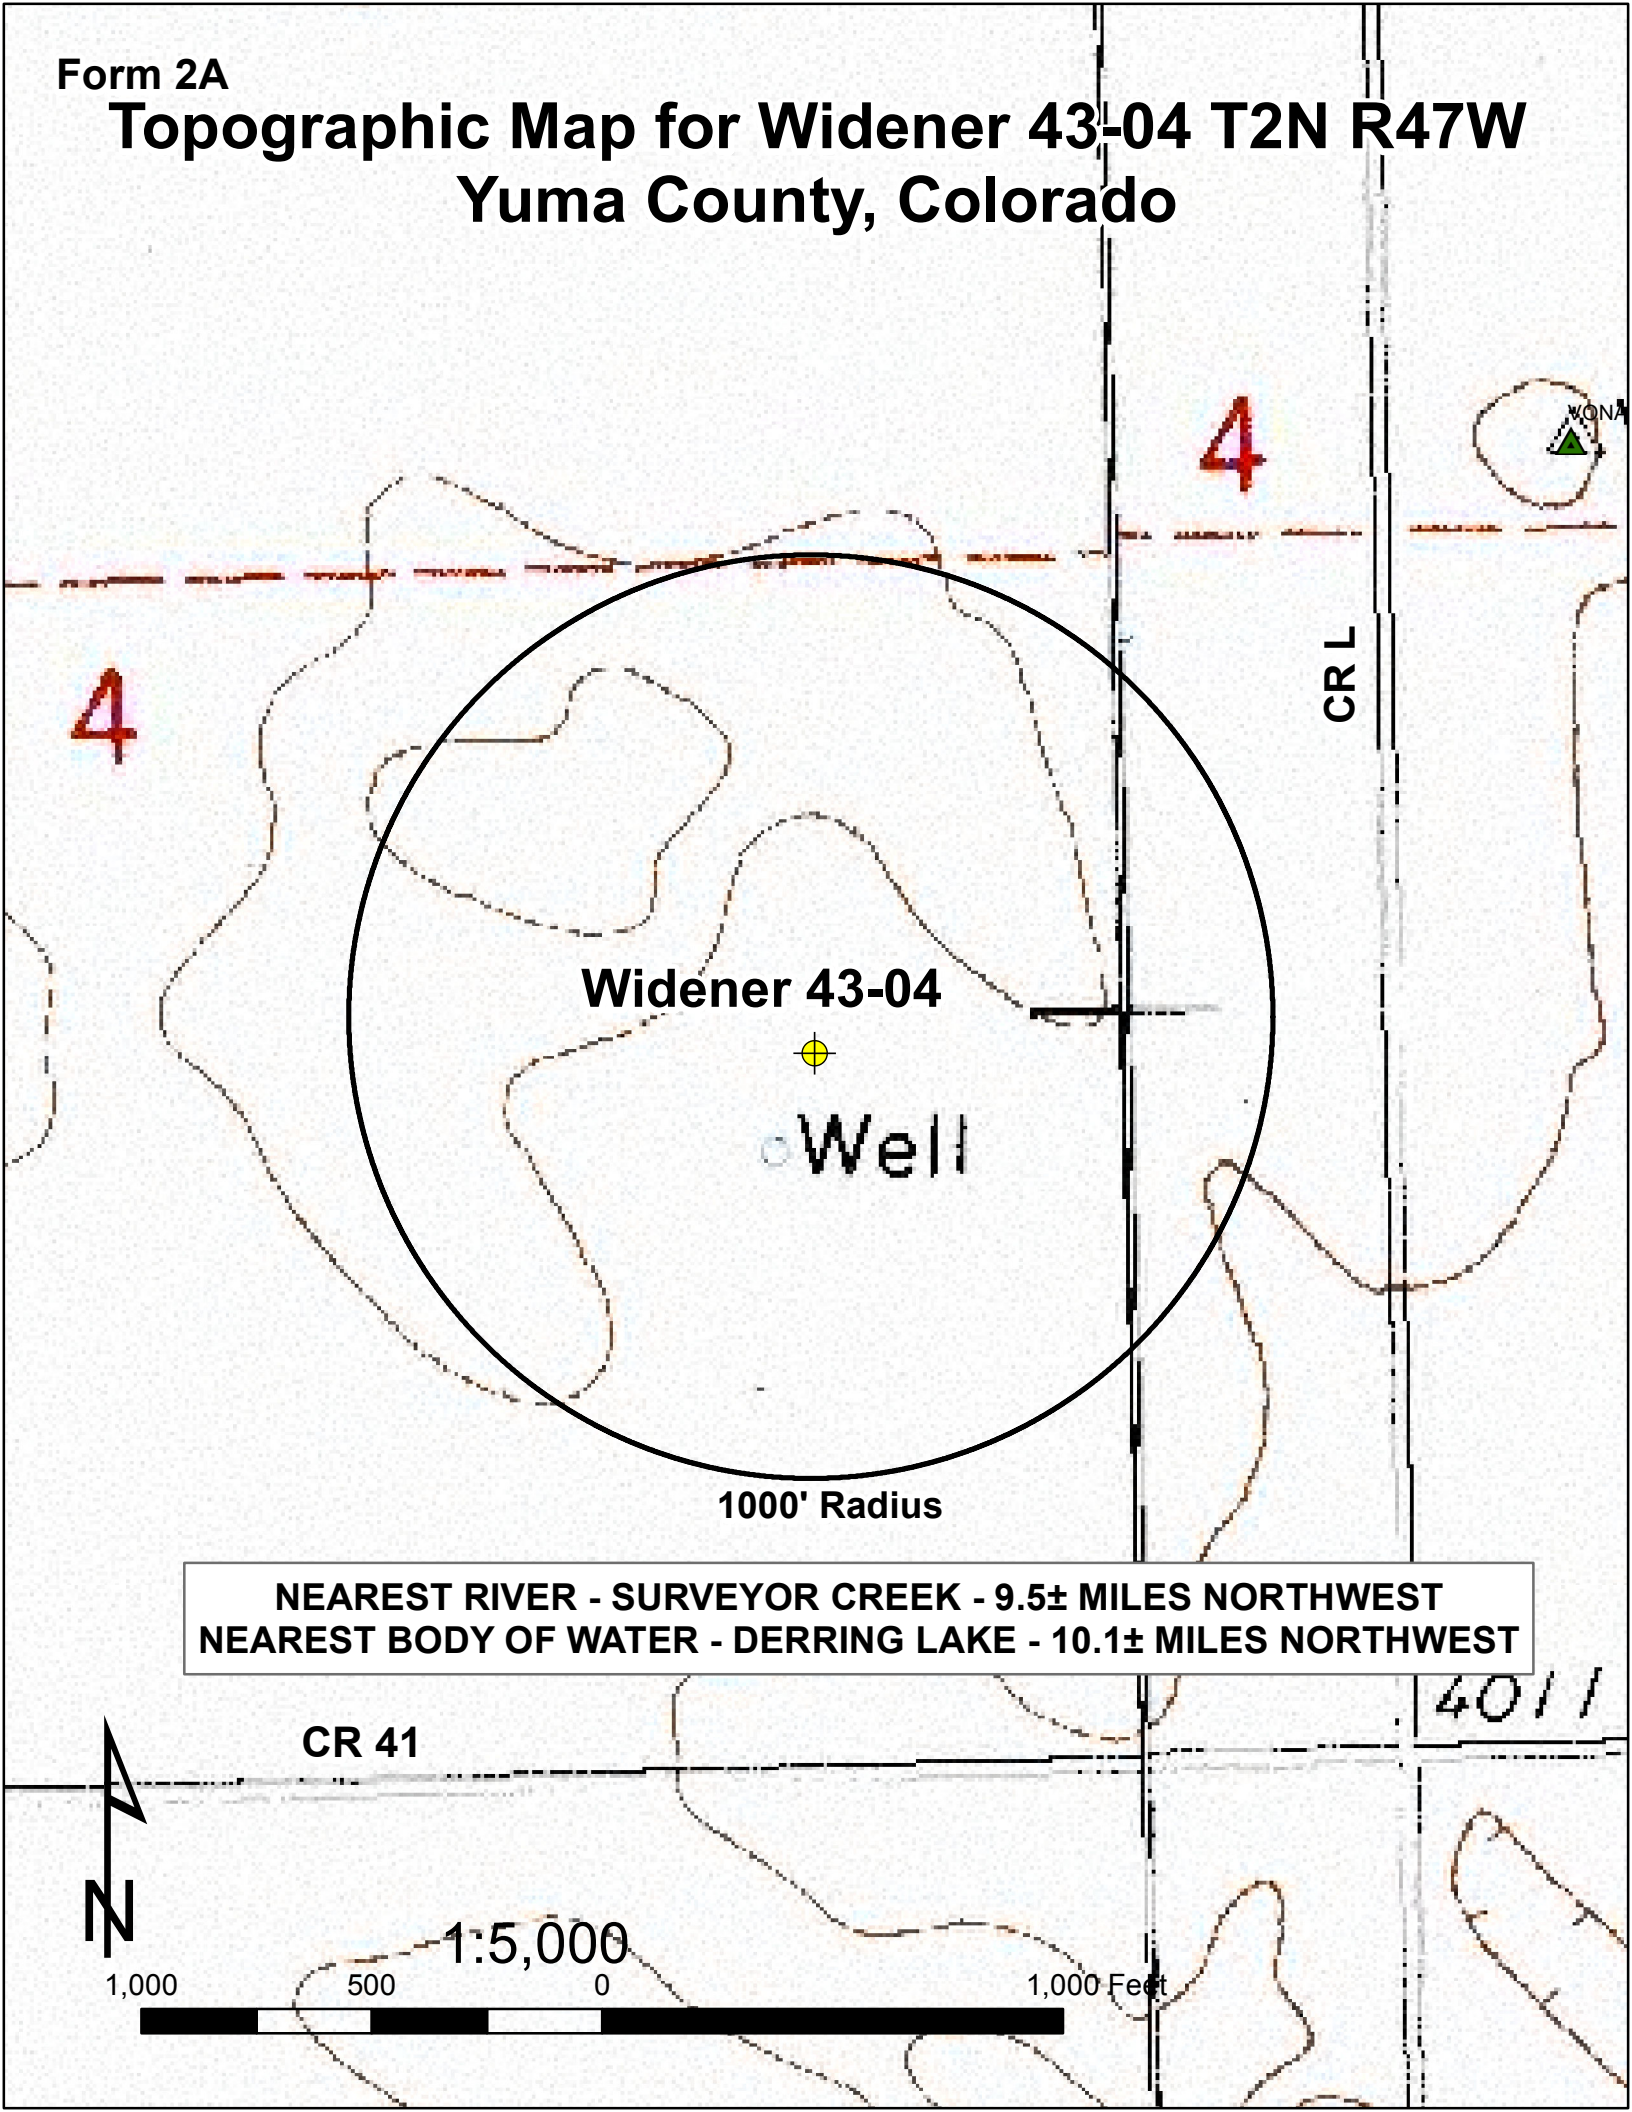 Form 2A
Topographic Map for Widener 43-04 T2N R47W
Yuma County, Colorado
4
VONA
4
CR L
Widener 43-04
Well
1000' Radius
NEAREST RIVER - SURVEYOR CREEK - 9.5± MILES NORTHWEST
NEAREST BODY OF WATER - DERRING LAKE - 10.1± MILES NORTHWEST
4011
CR 41
N
1:5,000
1,000 500 0 1,000 Feet